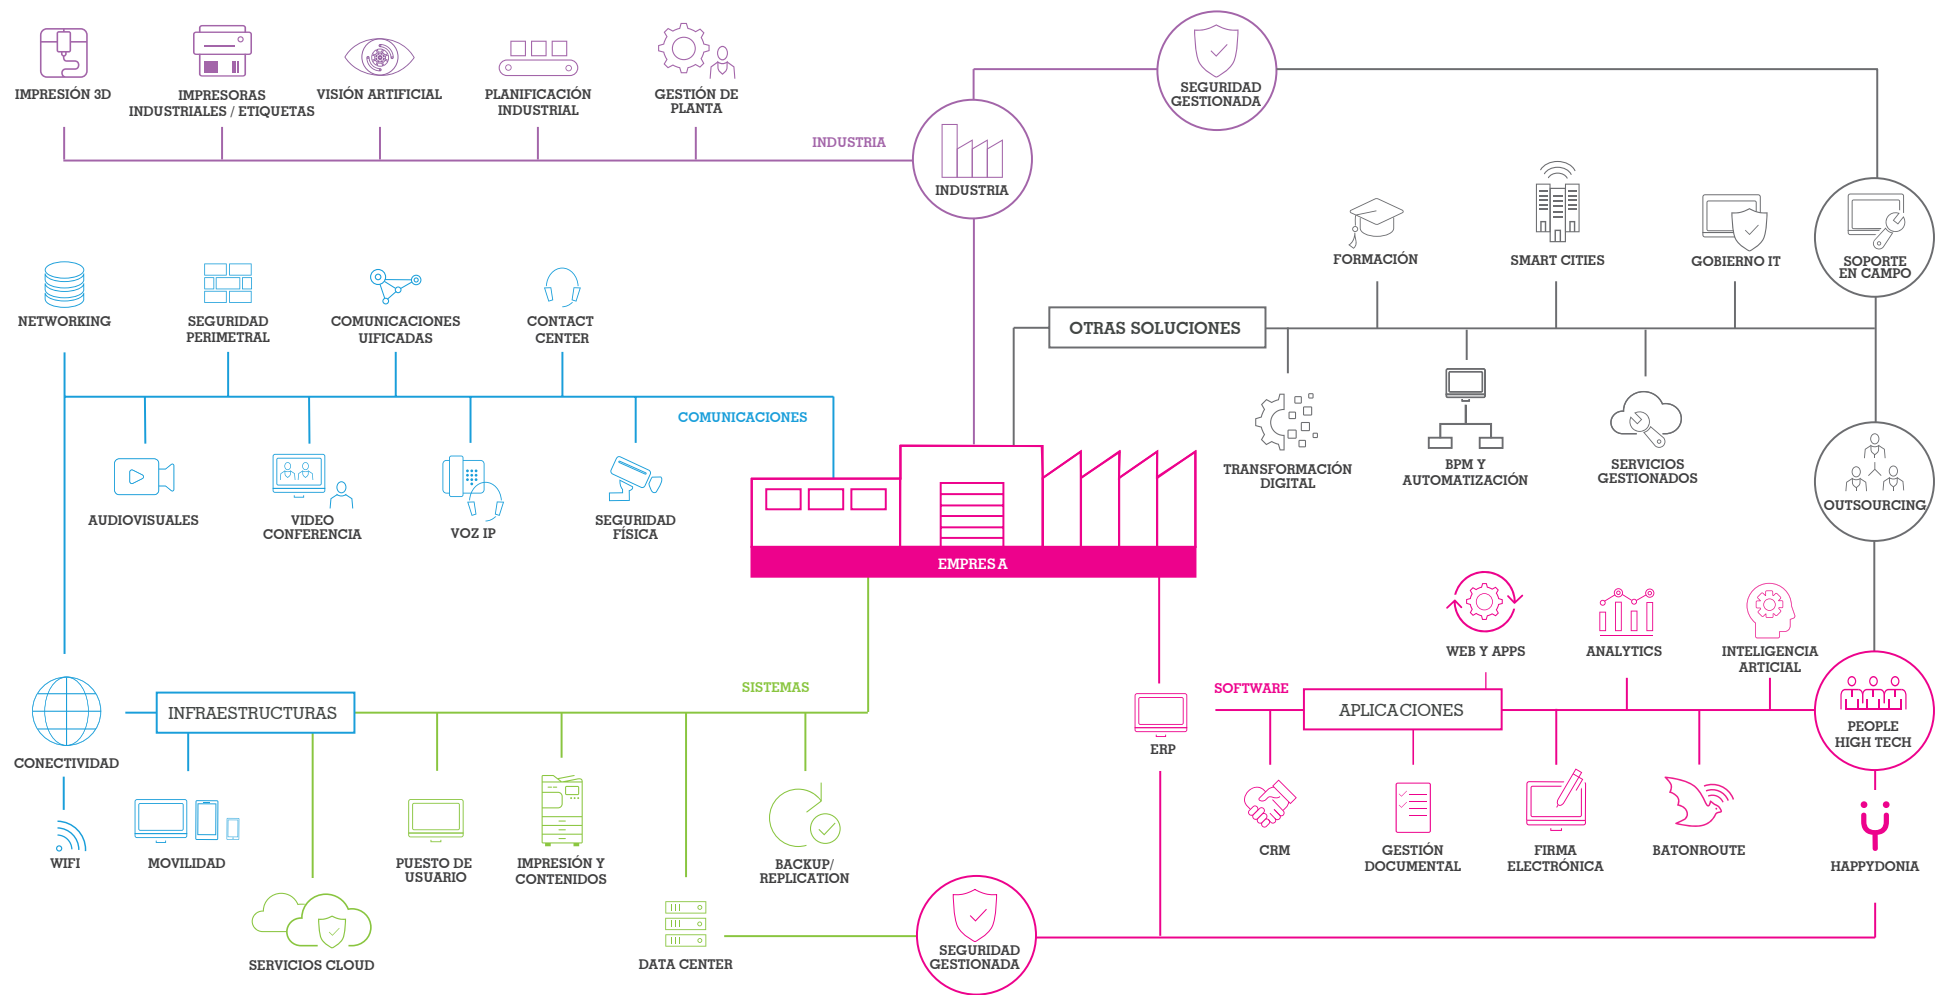 IMPRESIÓN 3D
IMPRESORAS
INDUSTRIALES / ETIQUETAS
VISIÓN ARTIFICIAL
PLANIFICACIÓN
INDUSTRIAL
GESTIÓN DE
PLANTA
INDUSTRIA
INDUSTRIA
SEGURIDAD
GESTIONADA
FORMACIÓN
SMART CITIES
GOBIERNO IT
SOPORTE
EN CAMPO
NETWORKING
SEGURIDAD
PERIMETRAL
COMUNICACIONES
UIFICADAS
CONTACT
CENTER
OTRAS SOLUCIONES
COMUNICACIONES
AUDIOVISUALES
VIDEO
CONFERENCIA
VOZ IP
SEGURIDAD
FÍSICA
TRANSFORMACIÓN
DIGITAL
BPM Y
AUTOMATIZACIÓN
SERVICIOS
GESTIONADOS
OUTSOURCING
EMPRESA
WEB Y APPS
ANALYTICS
INTELIGENCIA
ARTICIAL
SISTEMAS
SOFTWARE
INFRAESTRUCTURAS
APLICACIONES
PEOPLE
HIGH TECH
CONECTIVIDAD
ERP
WIFI
MOVILIDAD
PUESTO DE
USUARIO
IMPRESIÓN Y
CONTENIDOS
BACKUP/
REPLICATION
CRM
GESTIÓN
DOCUMENTAL
FIRMA
ELECTRÓNICA
BATONROUTE
HAPPYDONIA
SERVICIOS CLOUD
DATA CENTER
SEGURIDAD
GESTIONADA